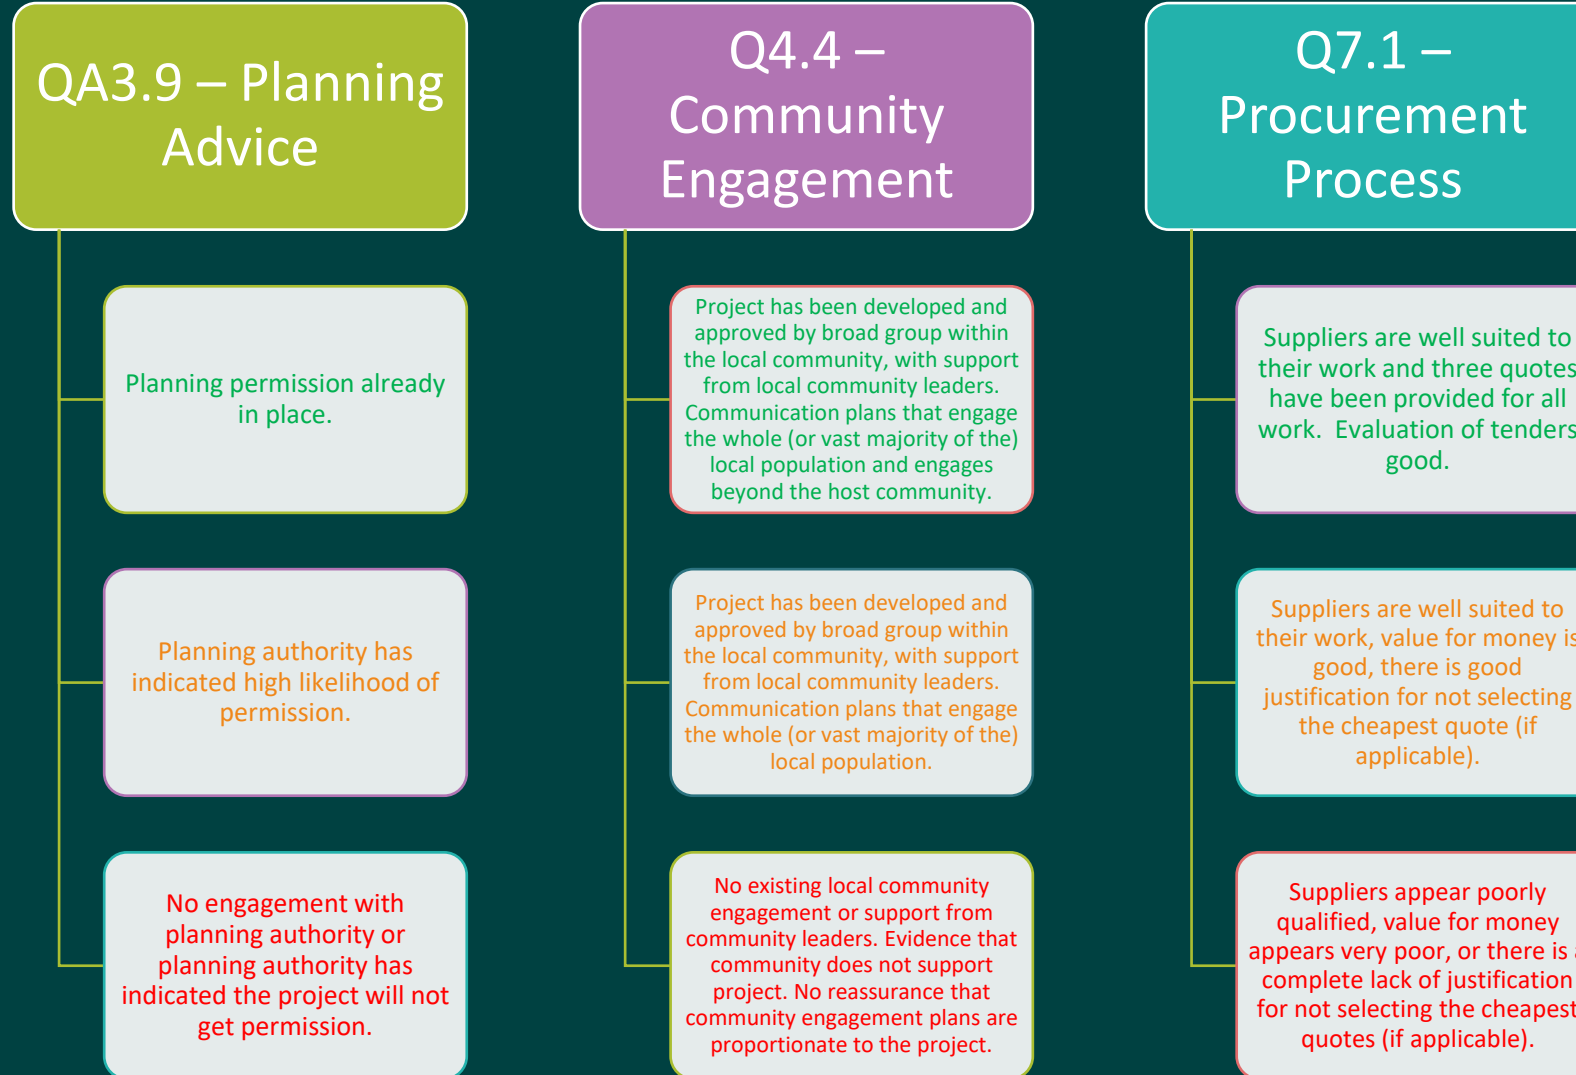 QA3.9 – Planning
Advice
Planning permission already
in place.
Planning authority has
indicated high likelihood of
permission.
No engagement with
planning authority or
planning authority has
indicated the project will not
get permission.
Q4.4 –
Community
Engagement
Project has been developed and
approved by broad group within
the local community, with support
from local community leaders.
Communication plans that engage
the whole (or vast majority of the)
local population and engages
beyond the host community.
Project has been developed and
approved by broad group within
the local community, with support
from local community leaders.
Communication plans that engage
the whole (or vast majority of the)
local population.
No existing local community
engagement or support from
community leaders. Evidence that
community does not support
project. No reassurance that
community engagement plans are
proportionate to the project.
Q7.1 –
Procurement
Process
Suppliers are well suited to
their work and three quotes
have been provided for all
work.  Evaluation of tenders
good.
Suppliers are well suited to
their work, value for money is
good, there is good
justification for not selecting
the cheapest quote (if
applicable).
Suppliers appear poorly
qualified, value for money
appears very poor, or there is a
complete lack of justification
for not selecting the cheapest
quotes (if applicable).